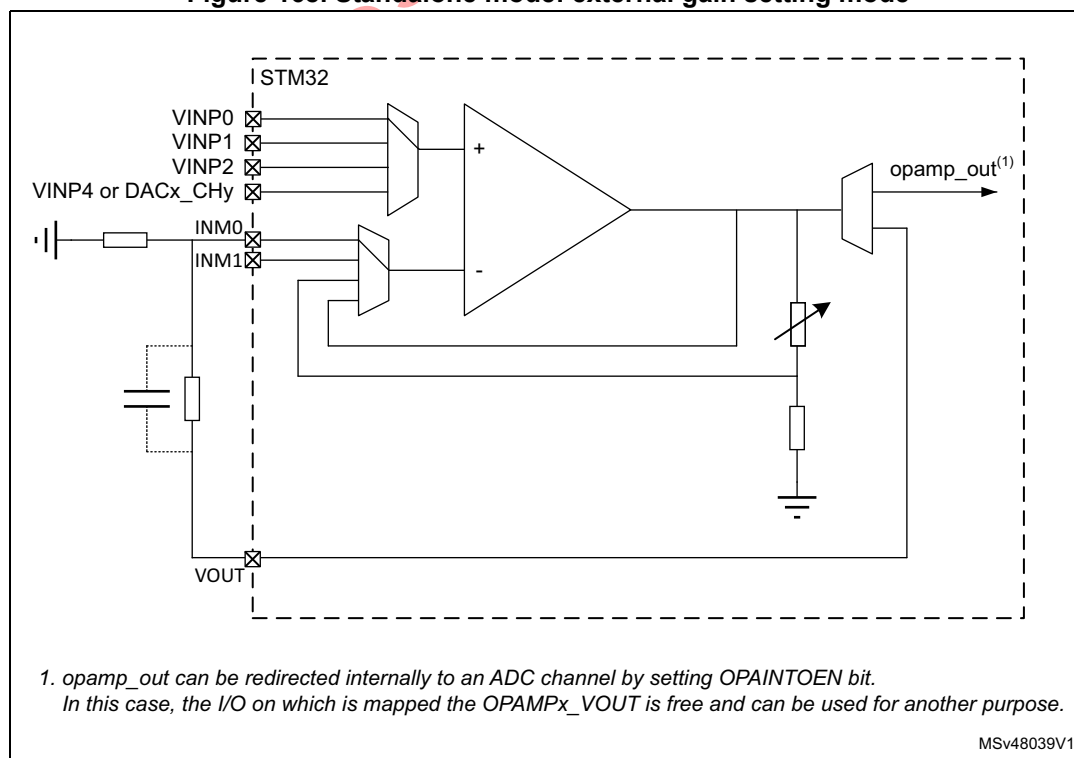 STM32
VINP0
VINP1
VINP2
VINP4 or DACx_CHy
INM0
INM1
+
-
opamp_out(1)
VOUT
1. opamp_out can be redirected internally to an ADC channel by setting OPAINTOEN bit.
In this case, the I/O on which is mapped the OPAMPx_VOUT is free and can be used for another purpose.
MSv48039V1